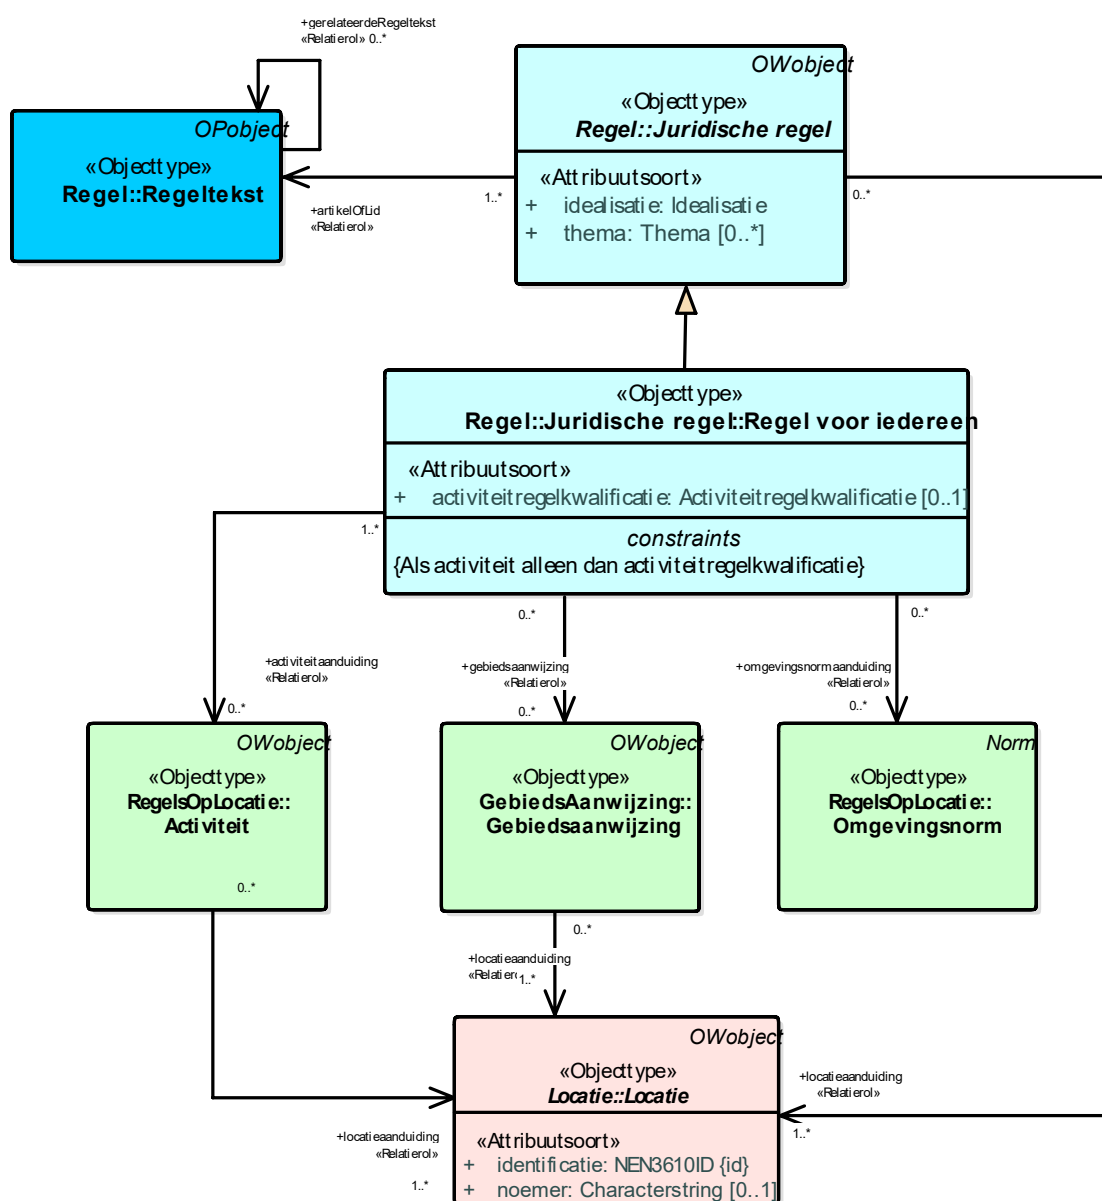 +gerelateerdeRegeltekst
«Relatierol» 0..*
OWobject
«Objecttype»
Regel::Juridische regel
«Attribuutsoort»
+ idealisatie: Idealisatie
+ thema: Thema [0..*]
OPobject
«Objecttype»
Regel::Regeltekst
1..*
+artikelOfLid
«Relatierol»
0..*
«Objecttype»
Regel::Juridische regel::Regel voor iedereen
«Attribuutsoort»
+ activiteitregelkwalificatie: Activiteitregelkwalificatie [0..1]
constraints
{Als activiteit alleen dan activiteitregelkwalificatie}
1..*
0..*
0..*
+activiteitaanduiding
«Relatierol»
0..*
+gebiedsaanwijzing
«Relatierol»
0..*
+omgevingsnormaanduiding
«Relatierol»
0..*
OWobject
«Objecttype»
RegelsOpLocatie::
Activiteit
0..*
OWobject
«Objecttype»
GebiedsAanwijzing::
Gebiedsaanwijzing
Norm
«Objecttype»
RegelsOpLocatie::
Omgevingsnorm
0..*
+locatieaanduiding
«Relatierol
1..*
OWobject
«Objecttype»
Locatie::Locatie
«Attribuutsoort»
+ identificatie: NEN3610ID {id}
+ noemer: Characterstring [0..1]
+locatieaanduiding
«Relatierol»
1..*
+locatieaanduiding
«Relatierol»
1..*